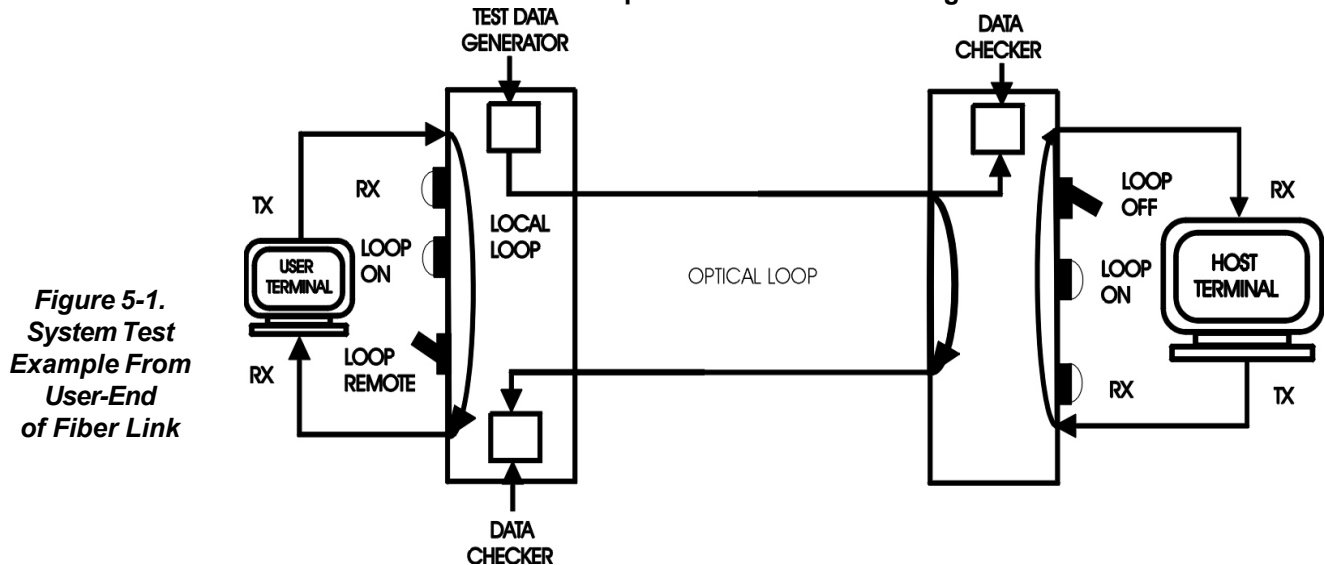 TEST DATA
GENERATOR
DATA
CHECKER
RX
TX
LOCAL
LOOP
LOOP
ON
USER
TERMINAL
LOOP
REMOTE
RX
OPTICAL LOOP
LOOP
OFF
RX
LOOP
ON
HOST
TERMINAL
RX
TX
DATA
CHECKER
Figure 5-1.
System Test
Example From
User-End
of Fiber Link